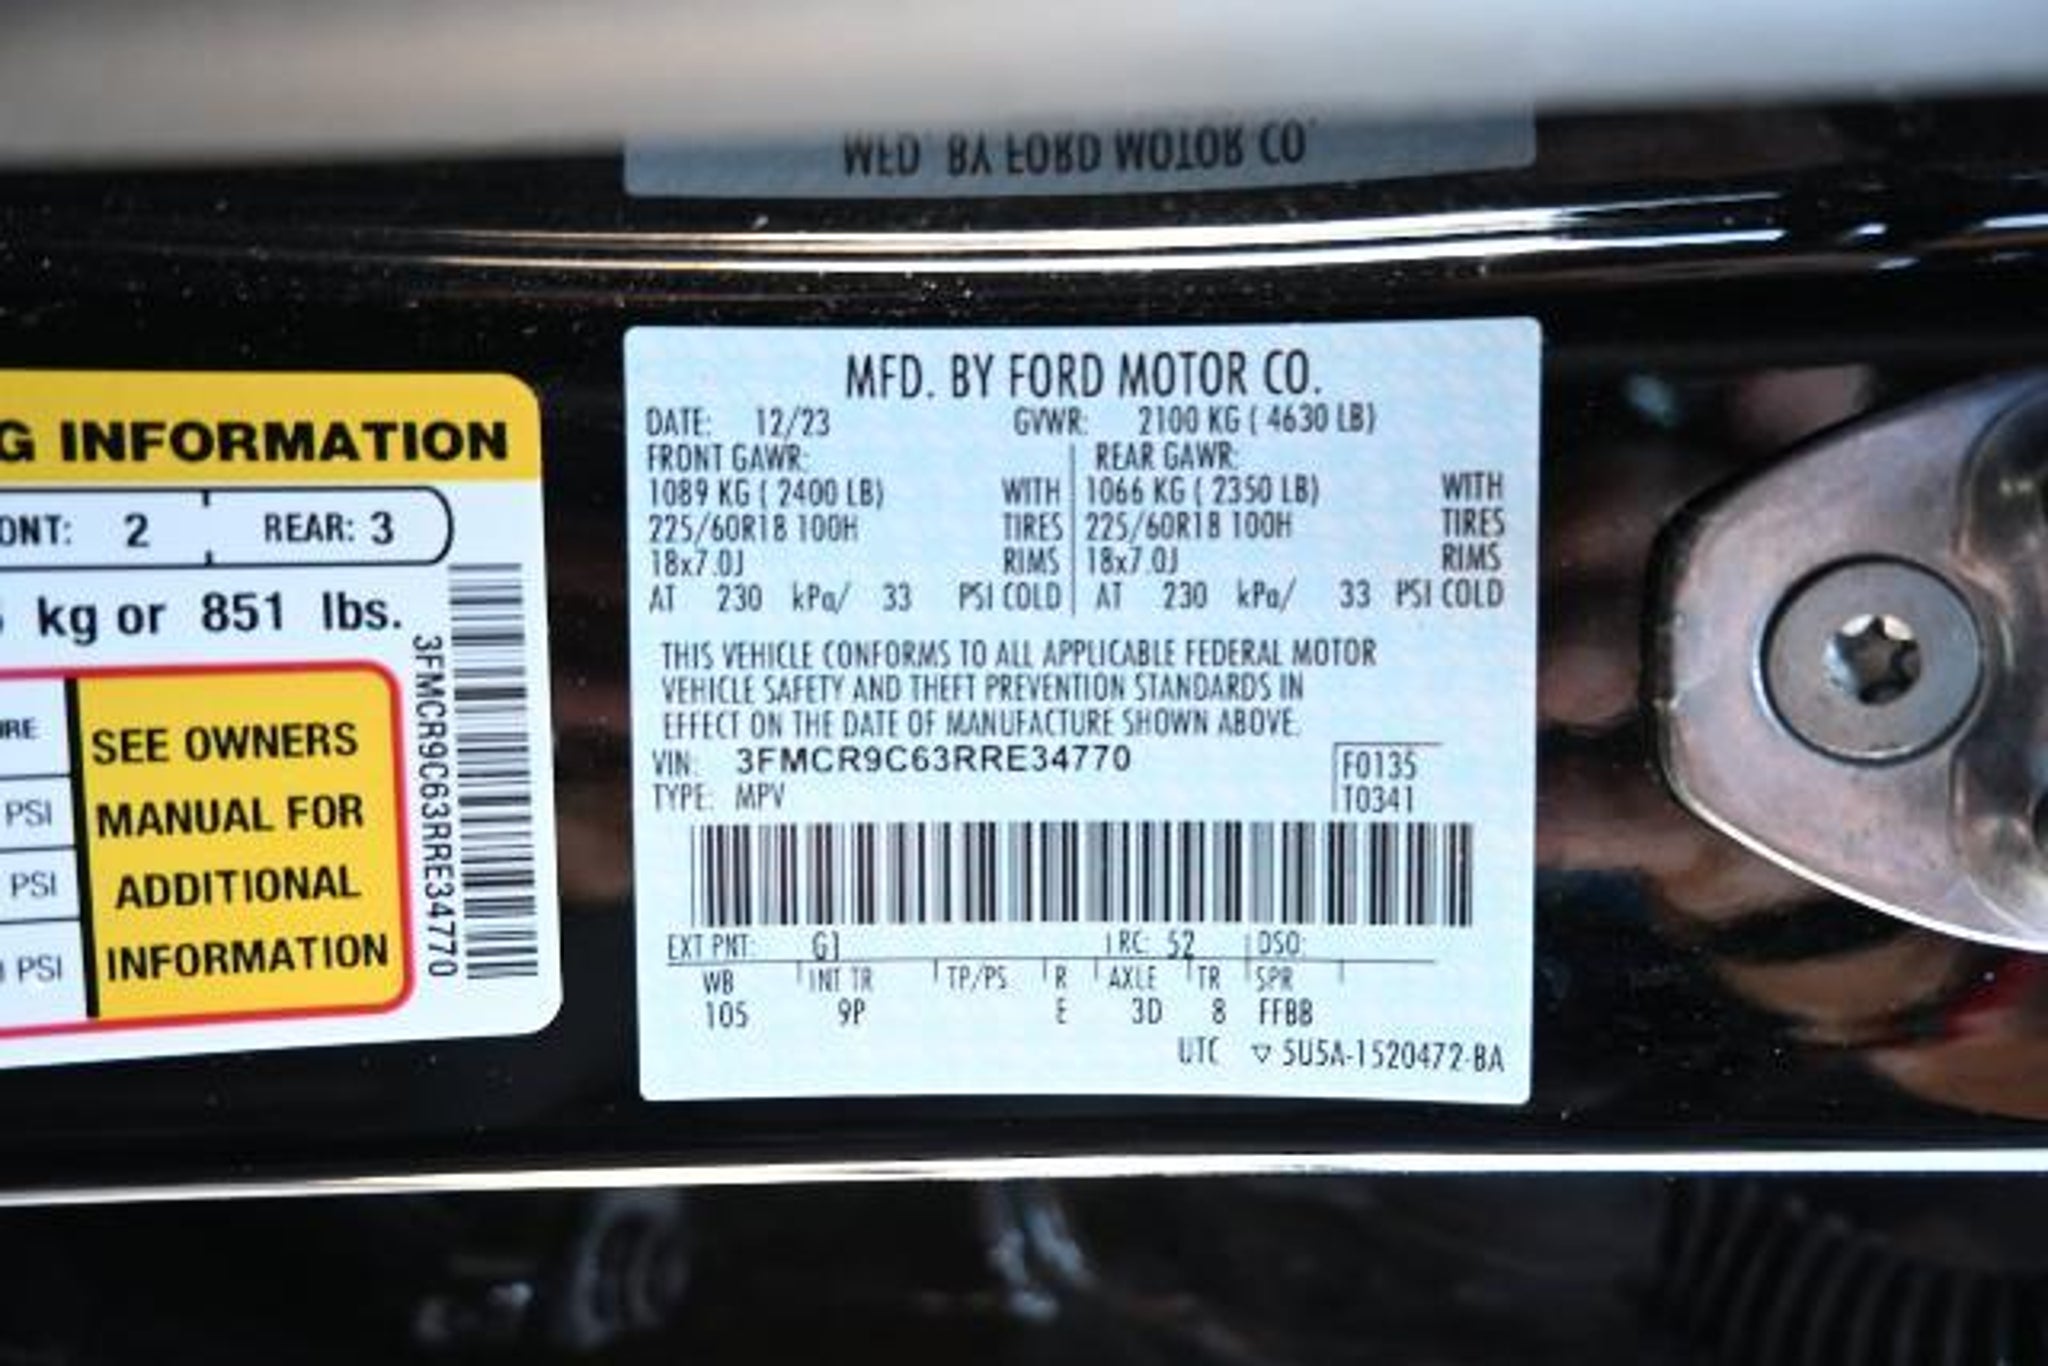 MFD. BY FORD MOTOR CO.
G INFORMATION
ONT: 2 REAR: 3
kg or 851 lbs.
3FMCR9C63RRE34770
SEE OWNERS
MANUAL FOR
ADDITIONAL
INFORMATION
PSI
PSI
PSI
MFD. BY FORD MOTOR CO.
DATE: 12/23 GVWR: 2100 KG ( 4630 LB)
FRONT GAWR: REAR GAWR:
1089 KG ( 2400 LB) WITH 1066 KG ( 2350 LB) WITH
225/60R18 100H TIRES 225/60R18 100H TIRES
18x7.0J RIMS 18x7.0J RIMS
AT 230 kPa/ 33 PSI COLD AT 230 kPa/ 33 PSI COLD
THIS VEHICLE CONFORMS TO ALL APPLICABLE FEDERAL MOTOR
VEHICLE SAFETY AND THEFT PREVENTION STANDARDS IN
EFFECT ON THE DATE OF MANUFACTURE SHOWN ABOVE.
VIN: 3FMCR9C63RRE34770 F0135
TYPE: MPV T0341
EXT PNT: G1 RC: 52 DSO:
WB INT TR TP/PS R AXLE TR SPR
105 9P E 3D 8 FFBB
UTC ▽ 5U5A-1520472-BA